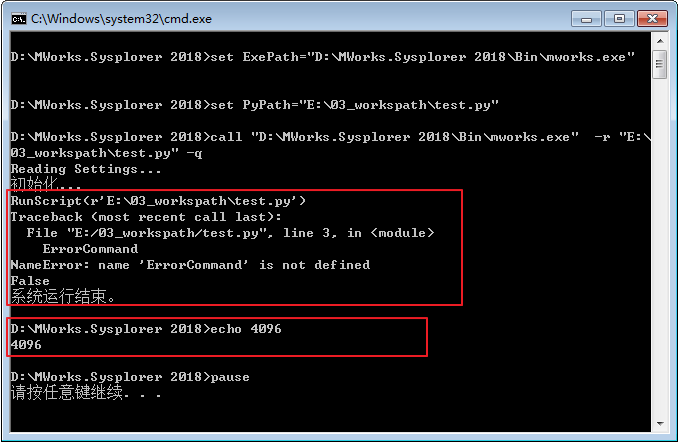 C:\Windows\system32\cmd.exe
D:\MWorks.Sysplorer 2018>set ExePath="D:\MWorks.Sysplorer 2018\Bin\mworks.exe"
D:\MWorks.Sysplorer 2018>set PyPath="E:\03_workspath\test.py"
D:\MWorks.Sysplorer 2018>call "D:\MWorks.Sysplorer 2018\Bin\mworks.exe"  -r "E:\
03_workspath\test.py" -q
Reading Settings...
初始化...
RunScript(r'E:\03_workspath\test.py')
Traceback (most recent call last):
  File "E:/03_workspath/test.py", line 3, in <module>
    ErrorCommand
NameError: name 'ErrorCommand' is not defined
False
系统运行结束。
D:\MWorks.Sysplorer 2018>echo 4096
4096
D:\MWorks.Sysplorer 2018>pause
请按任意键继续. . .